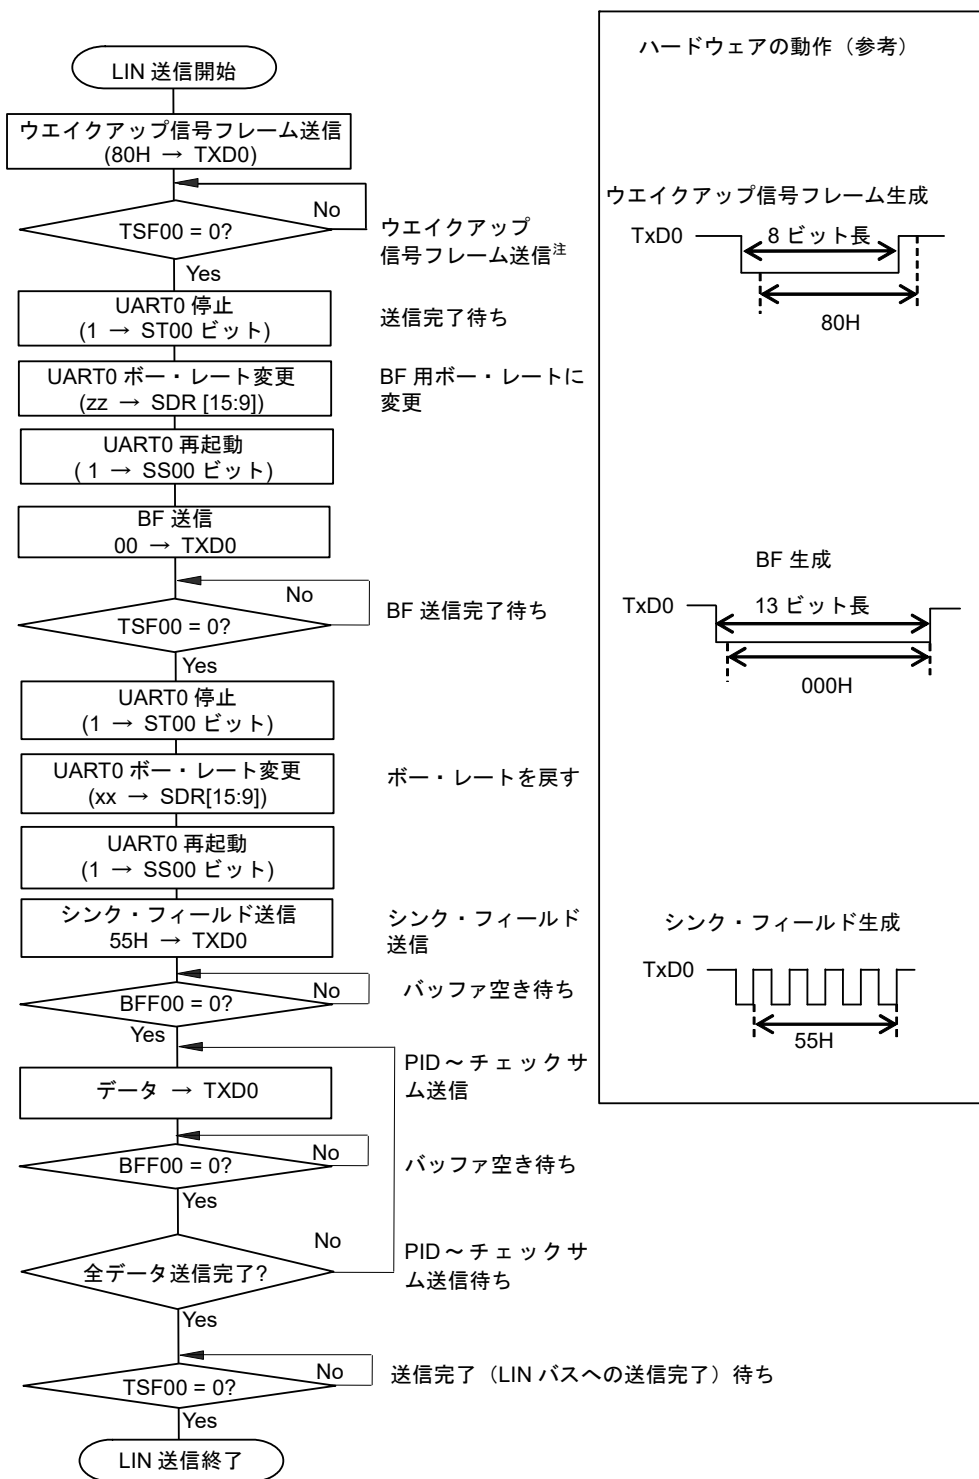 LIN 送信開始
ウエイクアップ信号フレーム送信
(80H → TXD0)
No
TSF00 = 0?
ウエイクアップ
信号フレーム送信注
Yes
UART0 停止
(1 → ST00 ビット)
送信完了待ち
UART0 ボー・レート変更
(zz → SDR [15:9])
BF 用ボー・レートに
変更
UART0 再起動
( 1 → SS00 ビット)
BF 送信
00 → TXD0
No
TSF00 = 0?
BF 送信完了待ち
Yes
UART0 停止
(1 → ST00 ビット)
UART0 ボー・レート変更
(xx → SDR[15:9])
ボー・レートを戻す
UART0 再起動
(1 → SS00 ビット)
シンク・フィールド送信
55H → TXD0
シンク・フィールド
送信
No
BFF00 = 0?
バッファ空き待ち
Yes
PID～チェックサ
ム送信
データ → TXD0
No
BFF00 = 0?
バッファ空き待ち
Yes
No
全データ送信完了?
PID～チェックサ
ム送信待ち
Yes
No
TSF00 = 0?
送信完了（LIN バスへの送信完了）待ち
Yes
LIN 送信終了
ハードウェアの動作（参考）
ウエイクアップ信号フレーム生成
TxD0
8 ビット長
80H
BF 生成
TxD0
13 ビット長
000H
シンク・フィールド生成
TxD0
55H